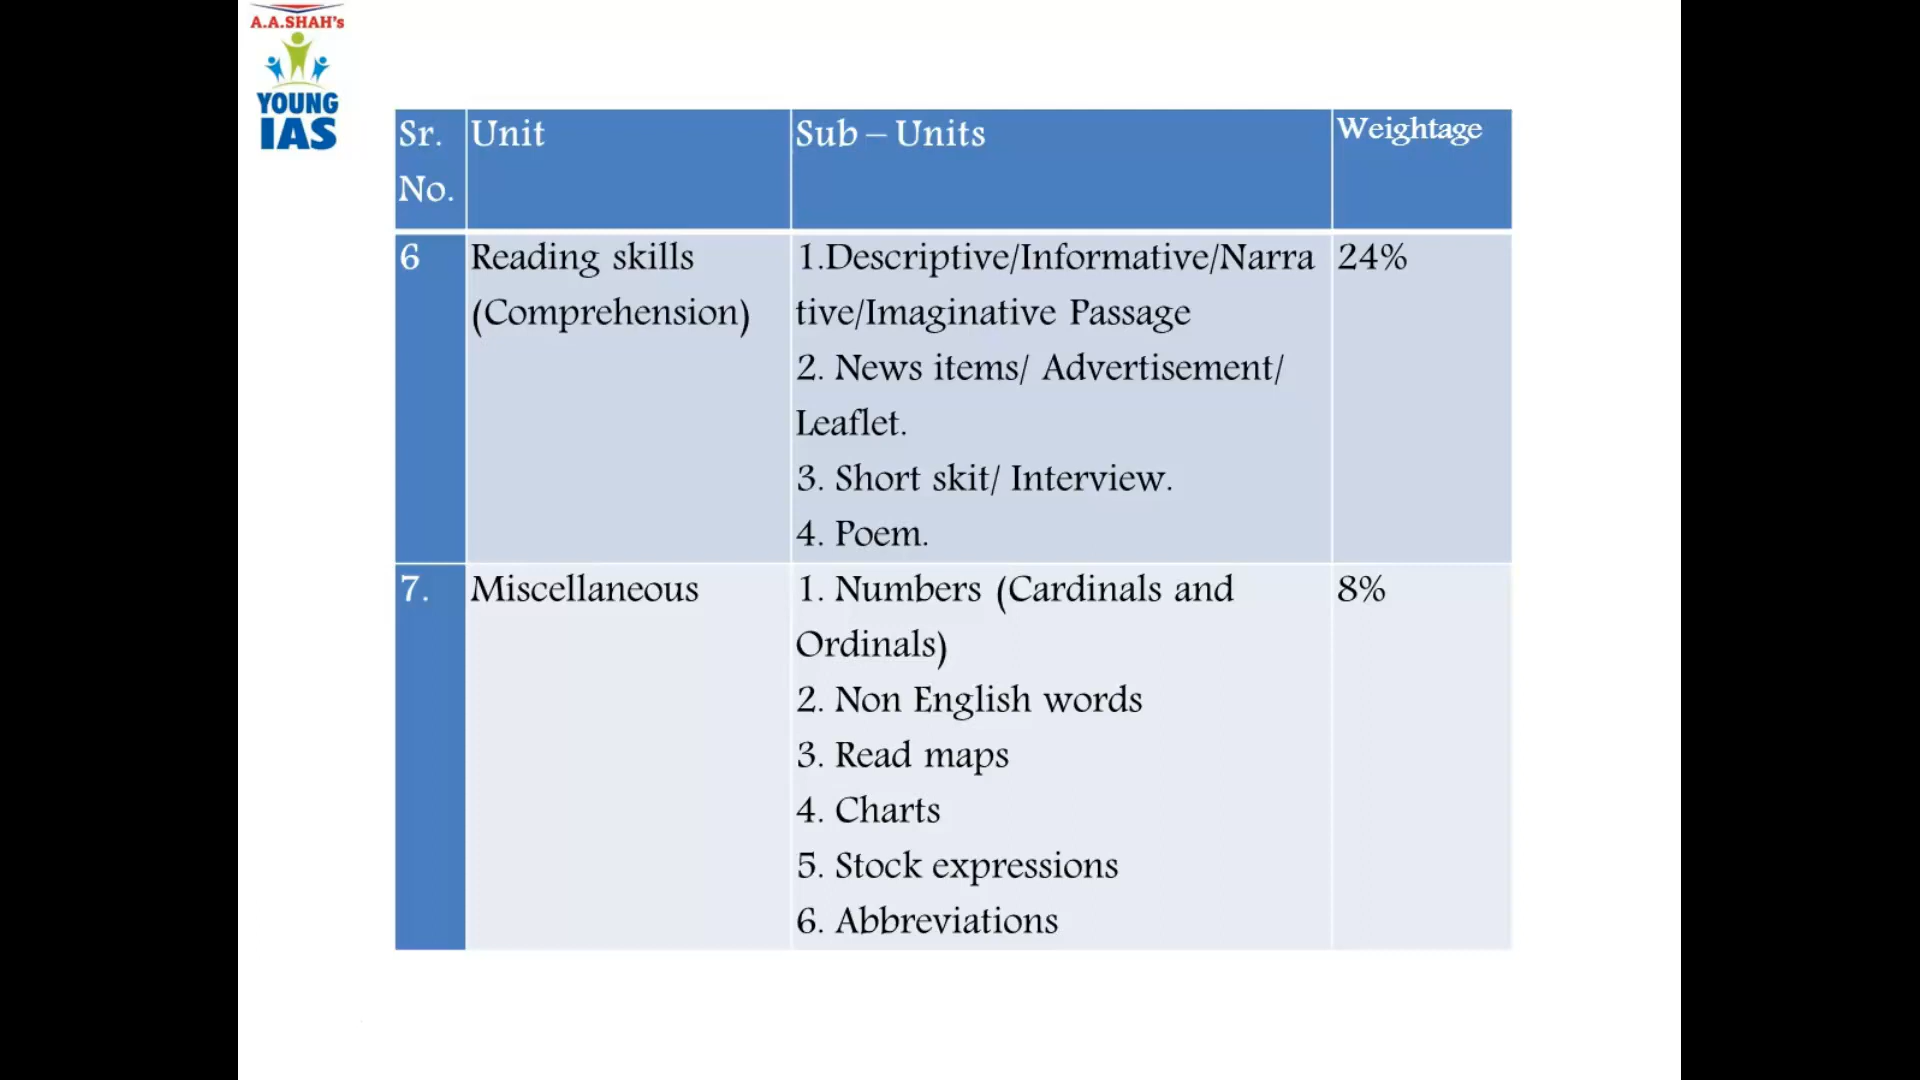 A.A.SHAH's
YOUNG
IAS
Sr.
No.
Unit
Sub – Units
Weightage
6
Reading skills
(Comprehension)
1.Descriptive/Informative/Narra
tive/Imaginative Passage
2. News items/ Advertisement/
Leaflet.
3. Short skit/ Interview.
4. Poem.
24%
7.
Miscellaneous
1. Numbers (Cardinals and
Ordinals)
2. Non English words
3. Read maps
4. Charts
5. Stock expressions
6. Abbreviations
8%